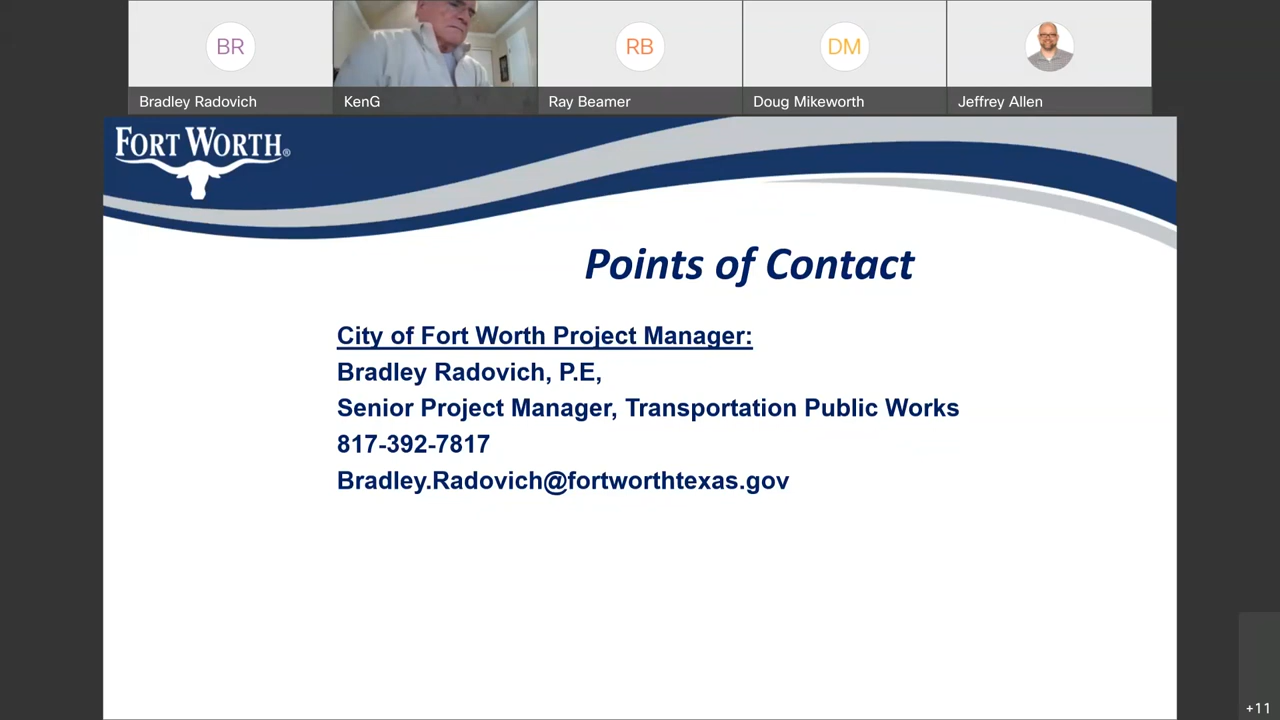 BR
RB
DM
Bradley Radovich
KenG
Ray Beamer
Doug Mikeworth
Jeffrey Allen
FORT WORTH®
Points of Contact
City of Fort Worth Project Manager:
Bradley Radovich, P.E,
Senior Project Manager, Transportation Public Works
817-392-7817
Bradley.Radovich@fortworthtexas.gov
+11